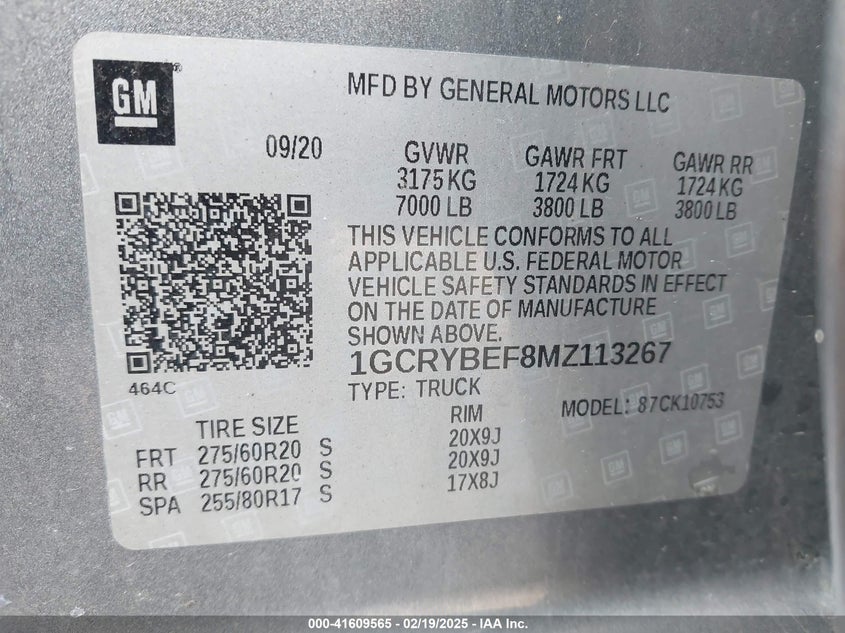 GM
MFD BY GENERAL MOTORS LLC
09/20 GVWR GAWR FRT GAWR RR
3175 KG 1724 KG 1724 KG
7000 LB 3800 LB 3800 LB
THIS VEHICLE CONFORMS TO ALL
APPLICABLE U.S. FEDERAL MOTOR
VEHICLE SAFETY STANDARDS IN EFFECT
ON THE DATE OF MANUFACTURE
SHOWN ABOVE.
1GCRYBEF8MZ113267
464C
TYPE: TRUCK MODEL: 87CK10753
TIRE SIZE RIM
FRT 275/60R20 S 20X9J
RR 275/60R20 S 20X9J
SPA 255/80R17 S 17X8J
000-41609565 - 02/19/2025 - IAA Inc.